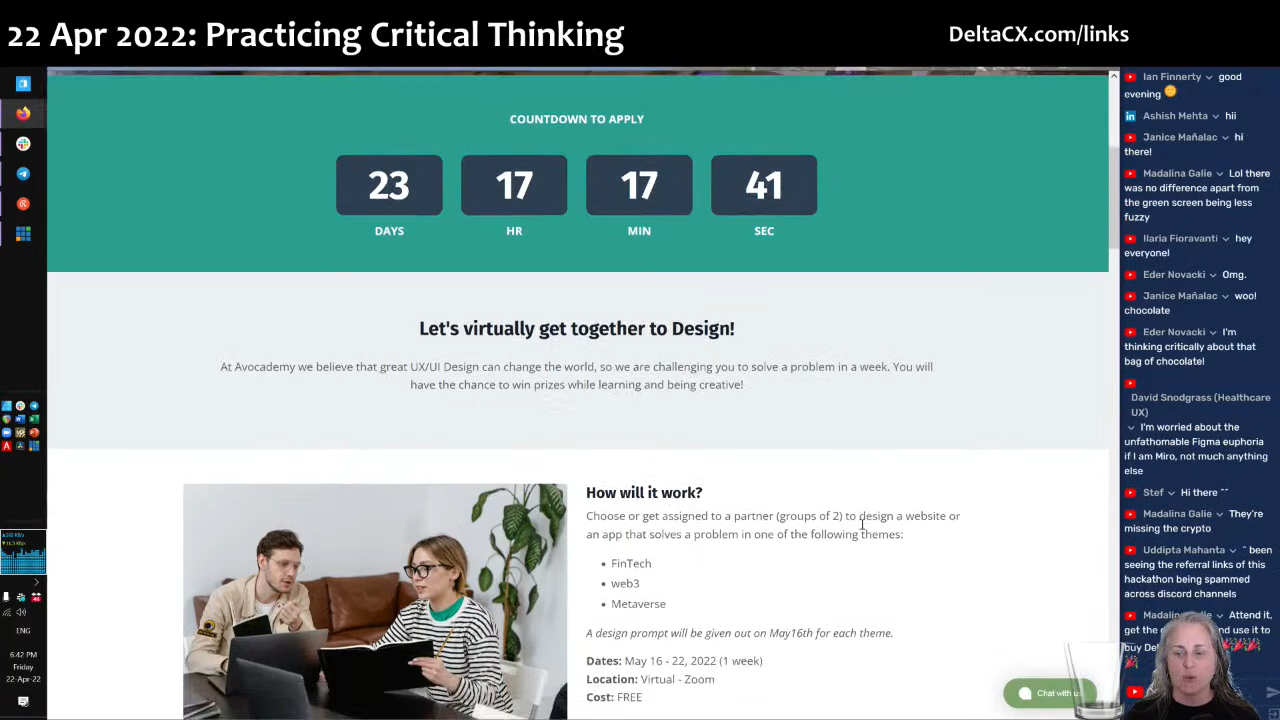 22 Apr 2022: Practicing Critical Thinking
DeltaCX.com/links
COUNTDOWN TO APPLY
23
17
17
41
DAYS
HR
MIN
SEC
Let's virtually get together to Design!
At Avocademy we believe that great UX/UI Design can change the world, so we are challenging you to solve a problem in a week. You will
have the chance to win prizes while learning and being creative!
How will it work?
Choose or get assigned to a partner (groups of 2) to design a website or
an app that solves a problem in one of the following themes:
• FinTech
• web3
• Metaverse
A design prompt will be given out on May16th for each theme.
Dates: May 16 - 22, 2022 (1 week)
Location: Virtual - Zoom
Cost: FREE
Chat with us
Ian Finnerty good
evening
Ashish Mehta hii
Janice Mañalac hi
there!
Madalina Galie Lol there
was no difference apart from
the green screen being less
fuzzy
Ilaria Fioravanti hey
everyone!
Eder Novacki Omg.
Janice Mañalac woo!
chocolate
Eder Novacki I'm
thinking critically about that
bag of chocolate!
David Snodgrass (Healthcare
UX)
I'm worried about the
unfathomable Figma euphoria
if I am Miro, not much anything
else
Stef Hi there ^^
Madalina Galie They're
missing the crypto
Uddipta Mahanta ^ been
seeing the referral links of this
hackathon being spammed
across discord channels
Madalina Galie Attend it,
get the and use it to
buy
ENG
6:42 PM
Friday
22-Apr-22